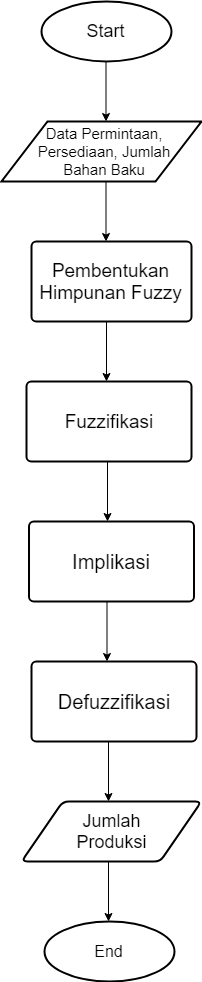 Start
Data Permintaan,
Persediaan, Jumlah
Bahan Baku
Pembentukan
Himpunan Fuzzy
Fuzzifikasi
Implikasi
Defuzzifikasi
Jumlah
Produksi
End